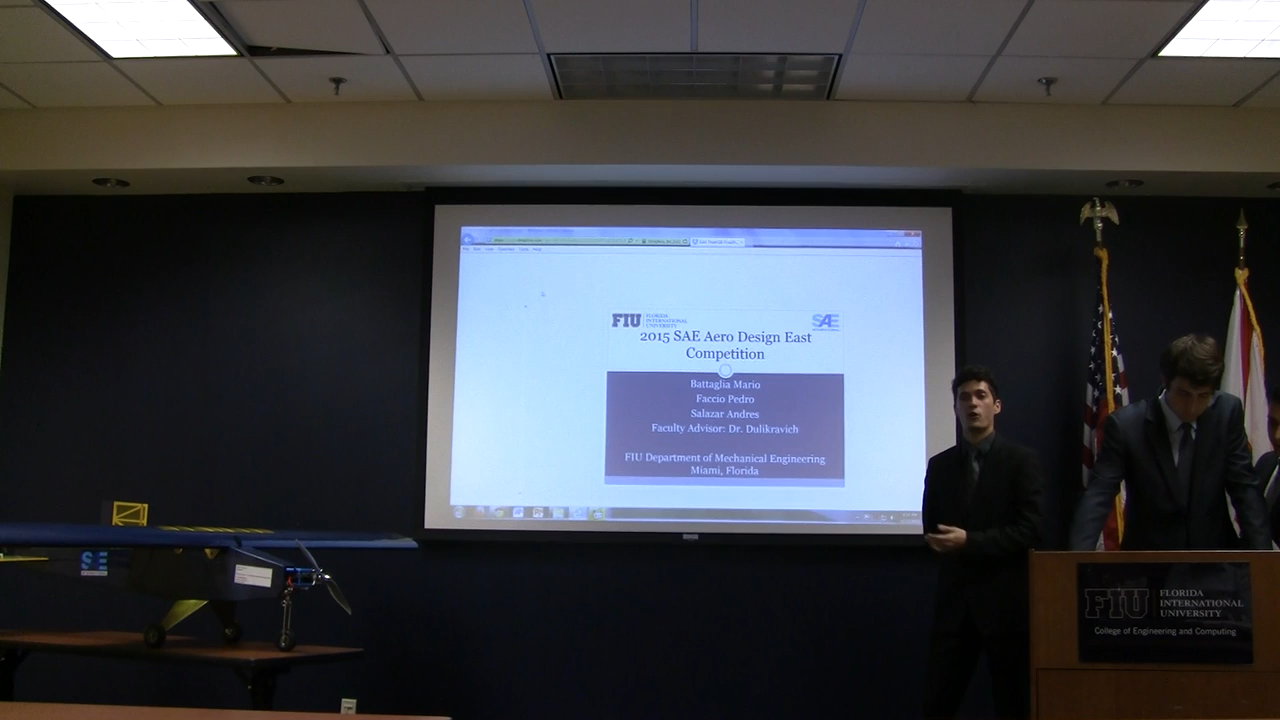 FIU
FLORIDA
INTERNATIONAL
UNIVERSITY
SAE
2015 SAE Aero Design East
Competition
Battaglia Mario
Faccio Pedro
Salazar Andres
Faculty Advisor: Dr. Dulikravich
FIU Department of Mechanical Engineering
Miami, Florida
SAE
FIU
FLORIDA
INTERNATIONAL
UNIVERSITY
College of Engineering and Computing